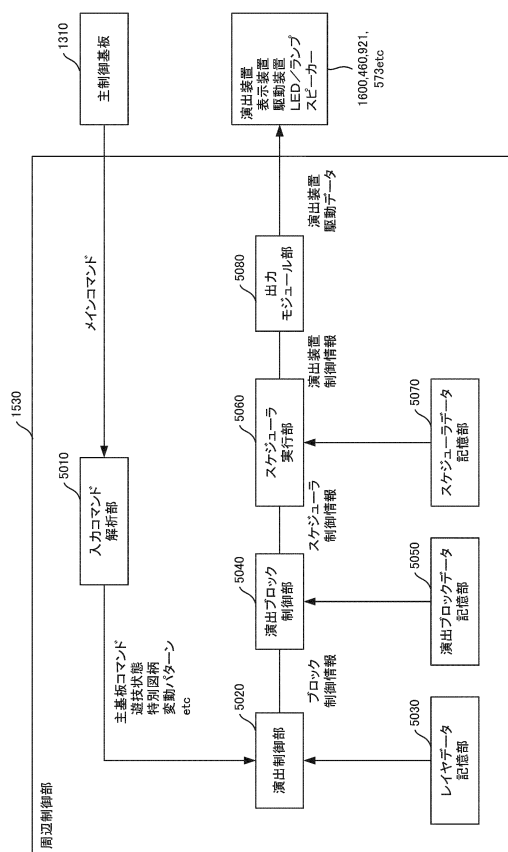 周辺制御部
1530
1310
主制御基板
メインコマンド
5010
入力コマンド
解析部
主基板コマンド
遊技状態
特別図柄
変動パターン
etc
5020
演出制御部
ブロック
制御情報
5040
演出ブロック
制御部
スケジューラ
制御情報
5060
スケジューラ
実行部
演出装置
制御情報
5080
出力
モジュール部
演出装置
駆動データ
演出装置
表示装置
駆動装置
LED/ランプ
スピーカー
1600,460,921,
573etc
5030
レイヤデータ
記憶部
5050
演出ブロックデータ
記憶部
5070
スケジューラデータ
記憶部